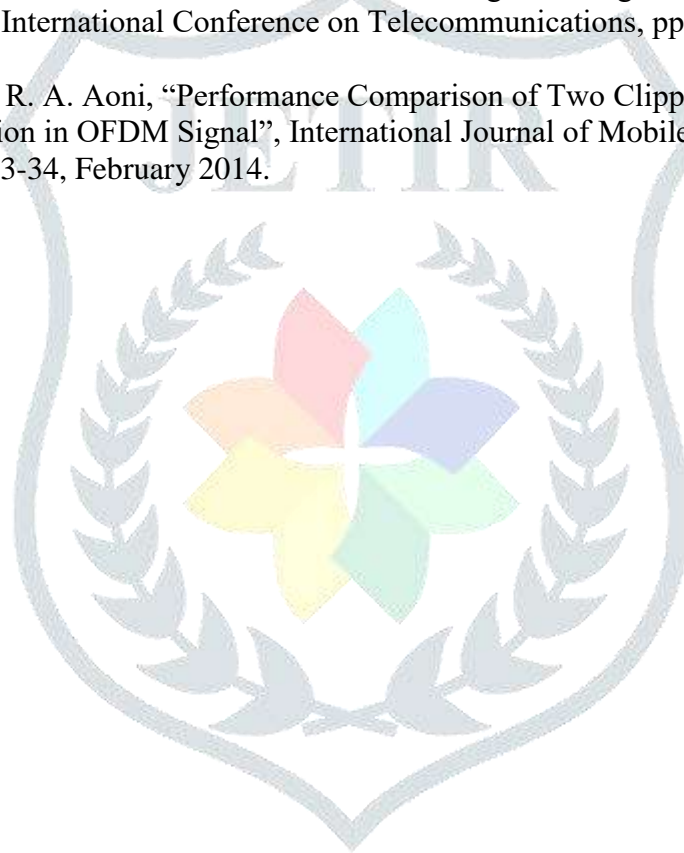 International Conference on Telecommunications, pp
R. A. Aoni, “Performance Comparison of Two Clipp
ion in OFDM Signal”, International Journal of Mobile
3-34, February 2014.
JETIR